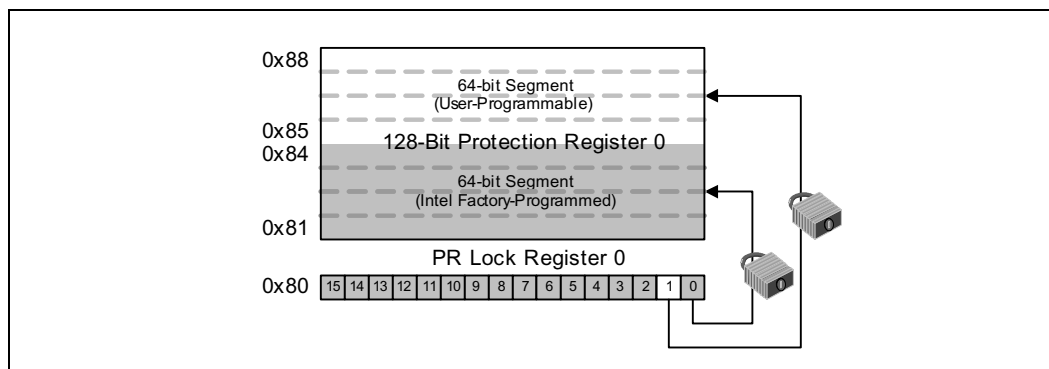 0x88
64-bit Segment
(User-Programmable)
0x85
128-Bit Protection Register 0
0x84
64-bit Segment
(Intel Factory-Programmed)
0x81
PR Lock Register 0
0x80 15 14 13 12 11 10 9 8 7 6 5 4 3 2 1 0